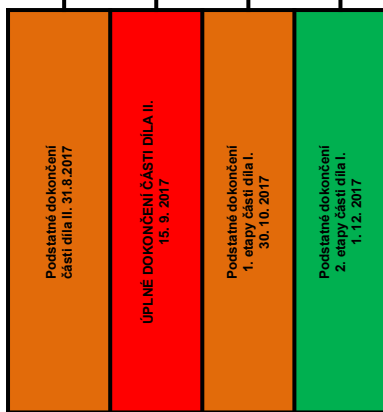 Podstatné dokončení
části díla II. 31.8.2017
ÚPLNÉ DOKONČENÍ ČÁSTI DÍLA II.
15. 9. 2017
Podstatné dokončení
1. etapy části díla I.
30. 10. 2017
Podstatné dokončení
2. etapy části díla I.
1. 12. 2017